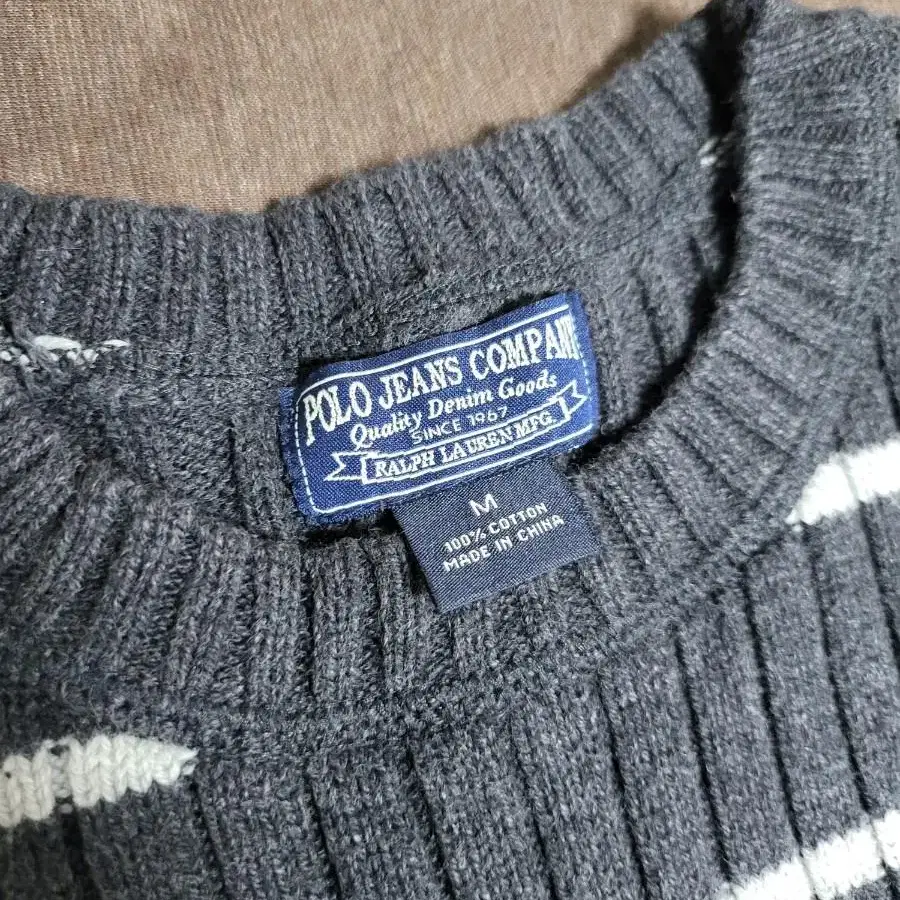 POLO JEANS COMPANY
Quality Denim Goods
SINCE 1967
RALPH LAUREN MFG.
M
100% COTTON
MADE IN CHINA